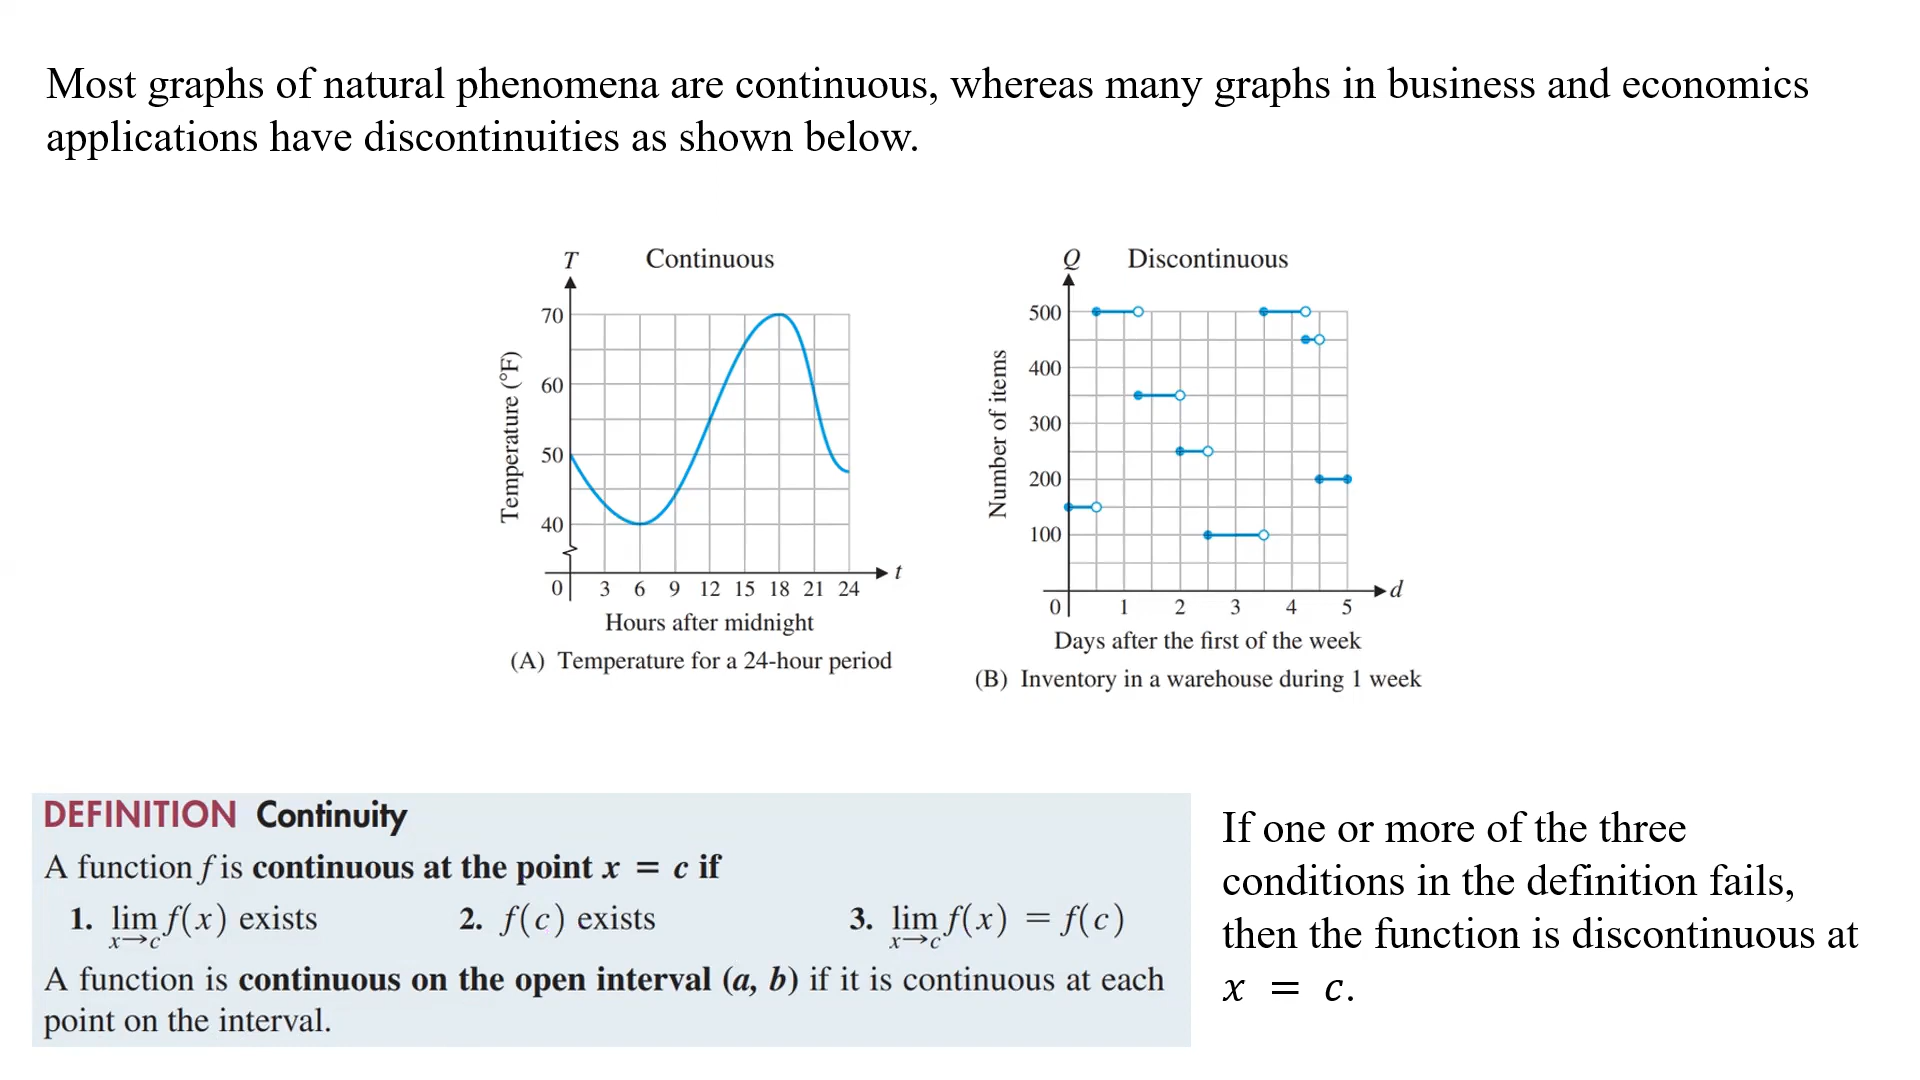 Most graphs of natural phenomena are continuous, whereas many graphs in business and economics
applications have discontinuities as shown below.
T Continuous
70
60
50
40
Temperature (°F)
0 3 6 9 12 15 18 21 24 t
Hours after midnight
(A) Temperature for a 24-hour period
Q Discontinuous
500
400
300
200
100
Number of items
0 1 2 3 4 5 d
Days after the first of the week
(B) Inventory in a warehouse during 1 week
DEFINITION Continuity
A function f is continuous at the point x = c if
1. lim x→c f(x) exists 2. f(c) exists 3. lim x→c f(x) = f(c)
A function is continuous on the open interval (a, b) if it is continuous at each
point on the interval.
If one or more of the three
conditions in the definition fails,
then the function is discontinuous at
x = c.